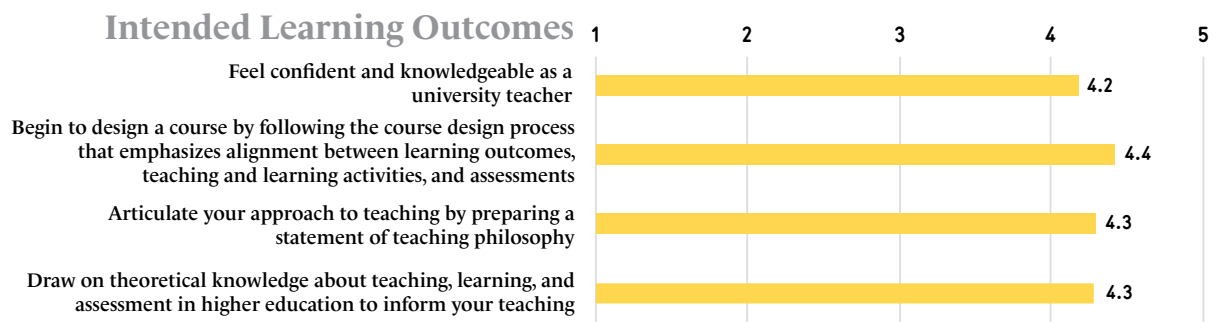 Intended Learning Outcomes 1 2 3 4 5
Feel confident and knowledgeable as a
university teacher
4.2
Begin to design a course by following the course design process
that emphasizes alignment between learning outcomes,
teaching and learning activities, and assessments
4.4
Articulate your approach to teaching by preparing a
statement of teaching philosophy
4.3
Draw on theoretical knowledge about teaching, learning, and
assessment in higher education to inform your teaching
4.3